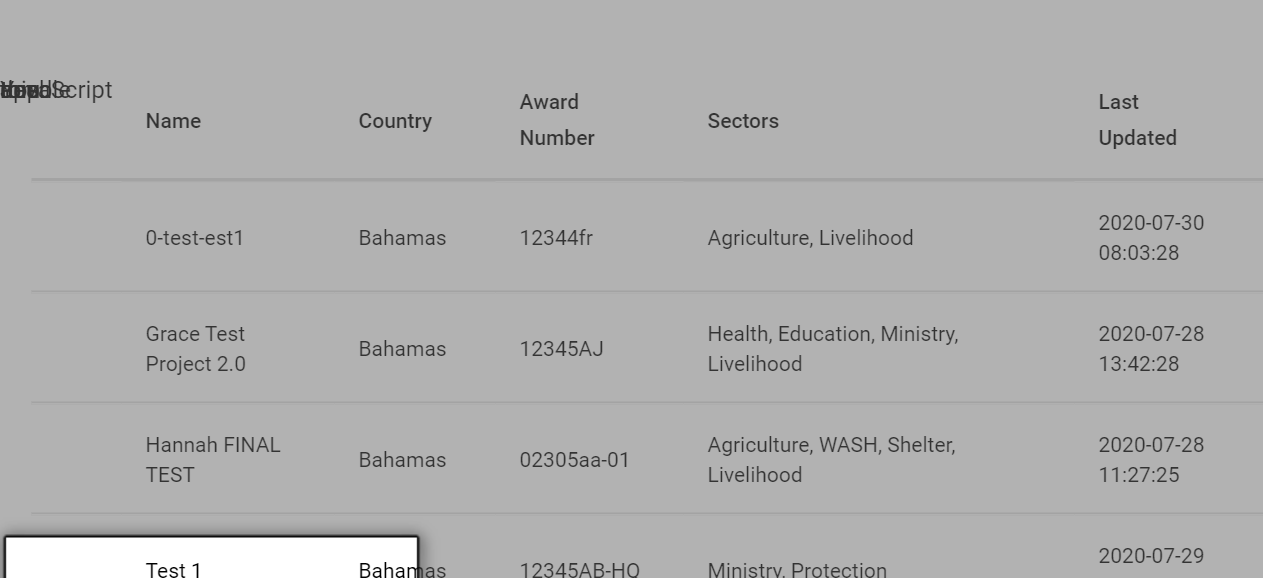 Name Country Award Number Sectors Last Updated
0-test-est1 Bahamas 12344fr Agriculture, Livelihood 2020-07-30 08:03:28
Grace Test Project 2.0 Bahamas 12345AJ Health, Education, Ministry, Livelihood 2020-07-28 13:42:28
Hannah FINAL TEST Bahamas 02305aa-01 Agriculture, WASH, Shelter, Livelihood 2020-07-28 11:27:25
Test 1 Bahamas 12345AB-HQ Ministry, Protection 2020-07-29